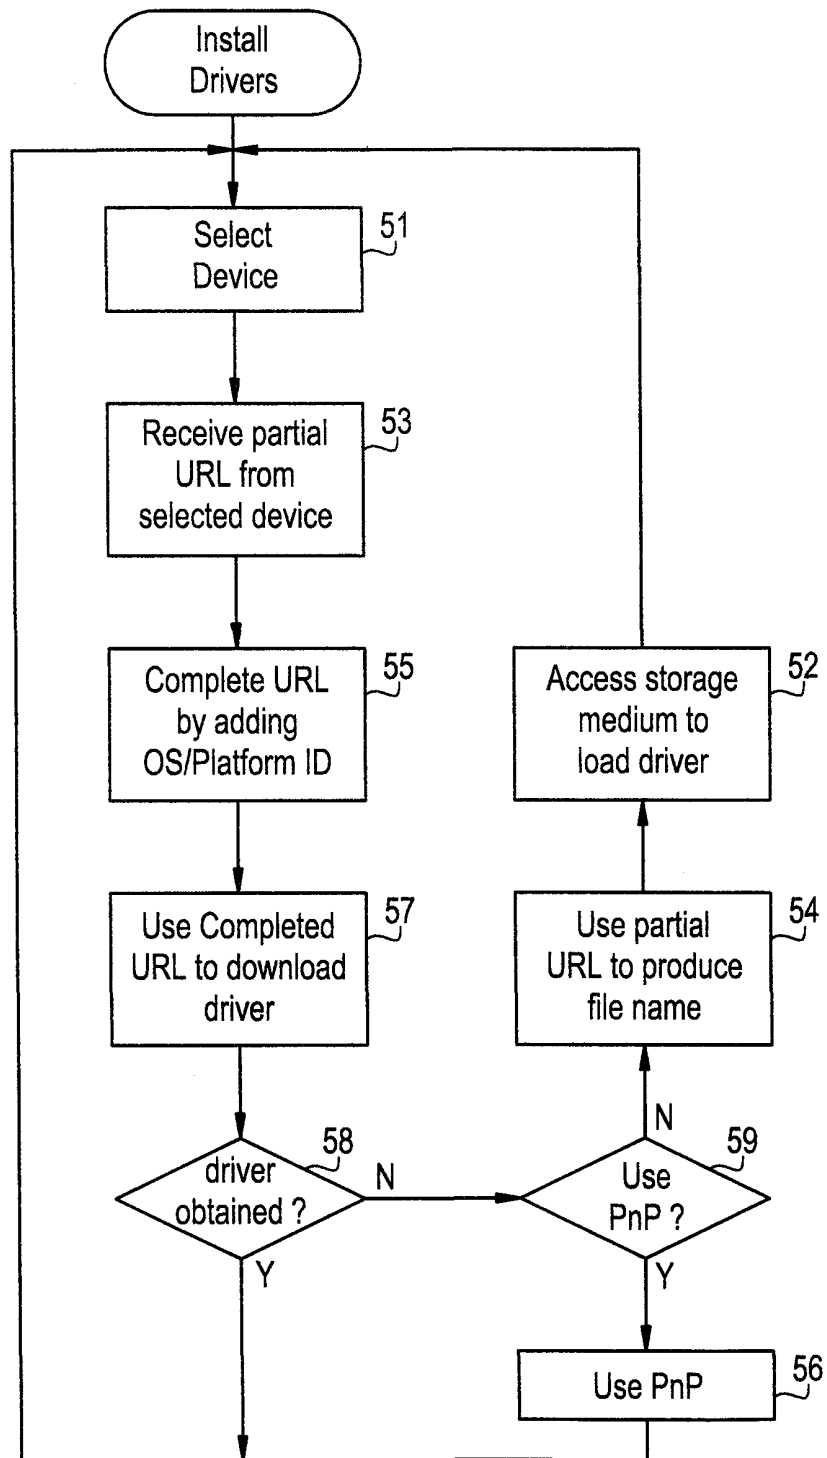 Install
Drivers
51
Select
Device
53
Receive partial
URL from
selected device
55
Complete URL
by adding
OS/Platform ID
52
Access storage
medium to
load driver
57
Use Completed
URL to download
driver
54
Use partial
URL to produce
file name
58
driver
obtained ?
N
Y
59
N
Use
PnP ?
Y
56
Use PnP